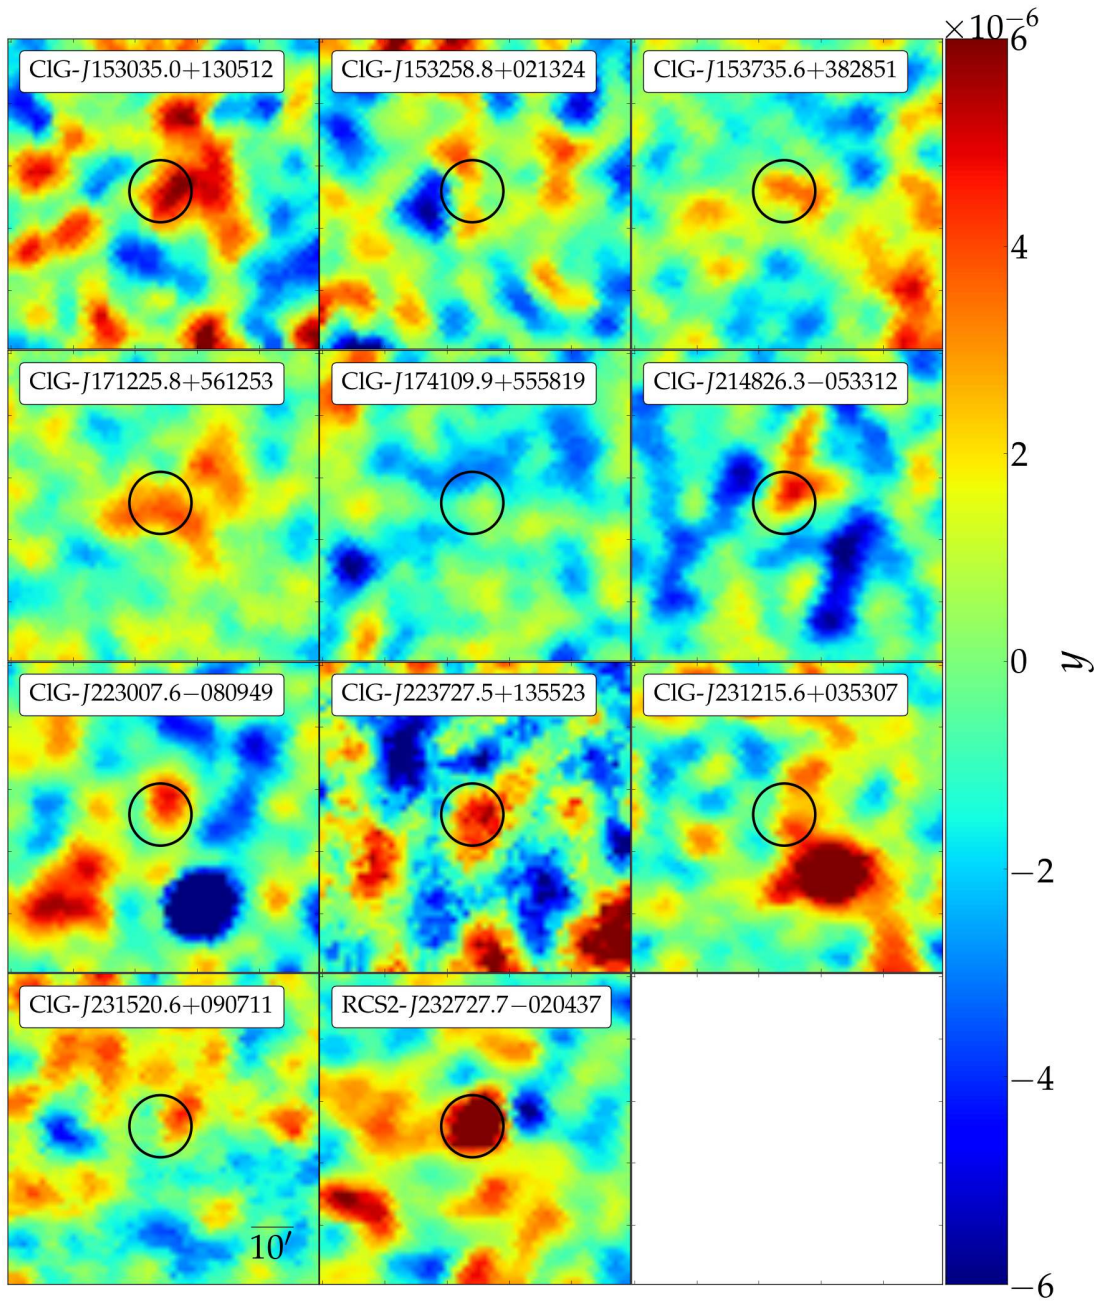 ×10⁻⁶
ClG-J153035.0+130512 ClG-J153258.8+021324 ClG-J153735.6+382851
6
4
ClG-J171225.8+561253 ClG-J174109.9+555819 ClG-J214826.3−053312
2
0
y
ClG-J223007.6−080949 ClG-J223727.5+135523 ClG-J231215.6+035307
−2
ClG-J231520.6+090711 RCS2-J232727.7−020437
−4
10′
−6